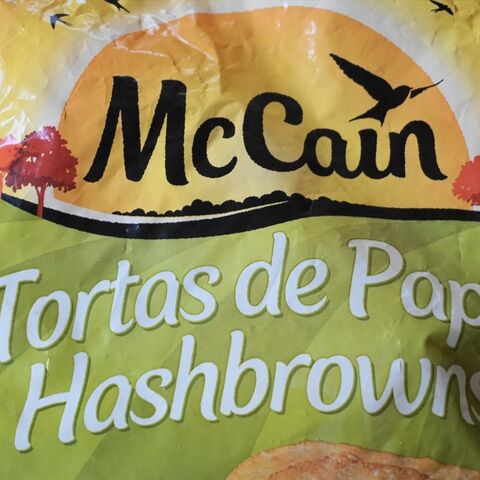 McCain
Tortas de Pap
Hashbrowns